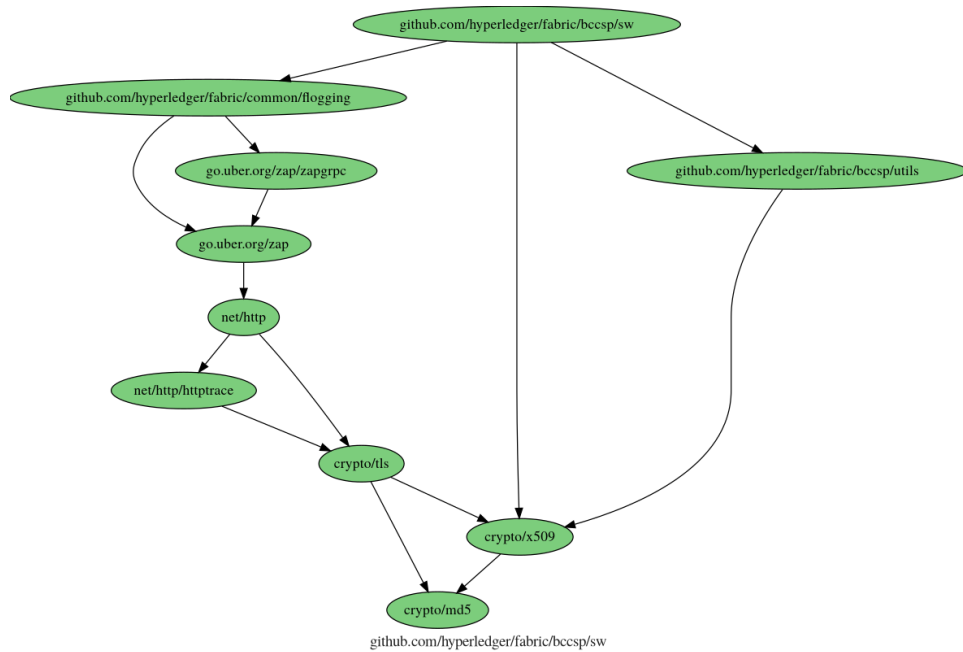 github.com/hyperledger/fabric/bccsp/sw
github.com/hyperledger/fabric/common/flogging
go.uber.org/zap/zapgrpc
github.com/hyperledger/fabric/bccsp/utils
go.uber.org/zap
net/http
net/http/httptrace
crypto/tls
crypto/x509
crypto/md5
github.com/hyperledger/fabric/bccsp/sw